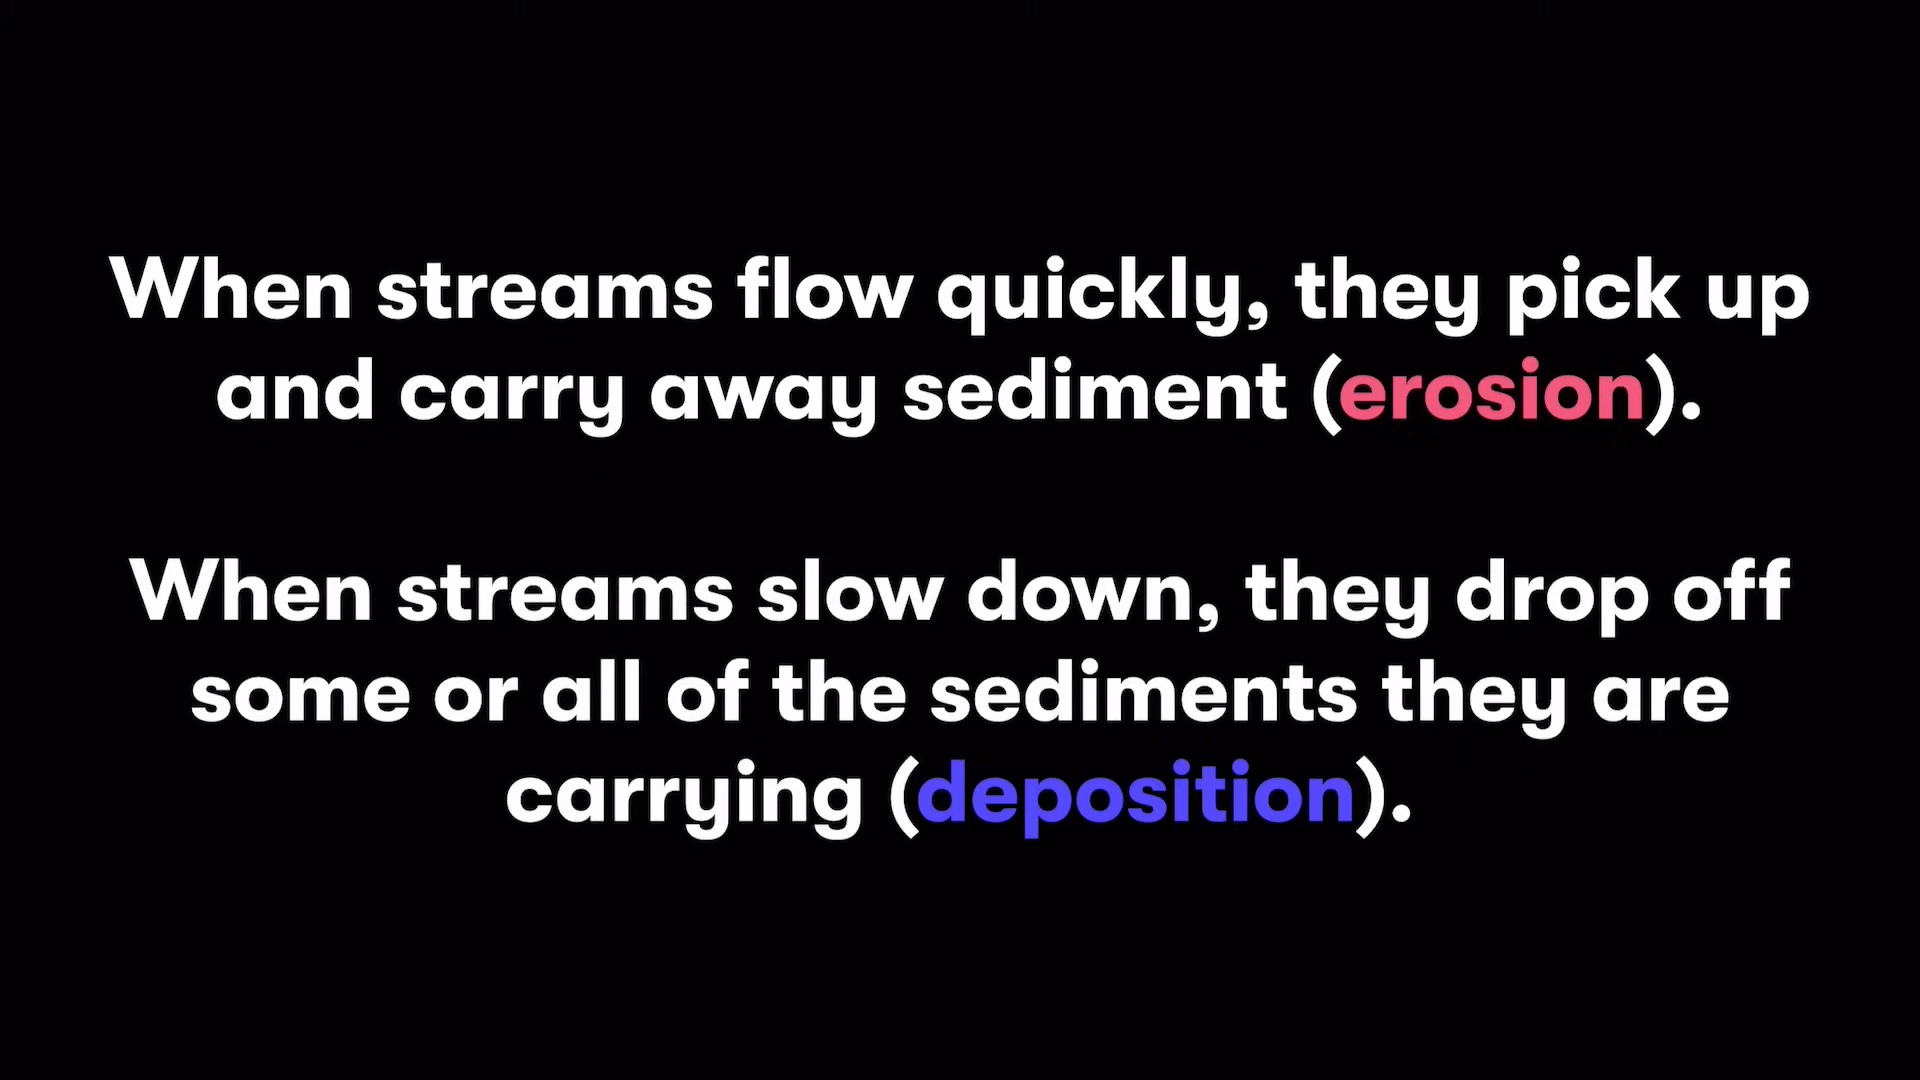 When streams flow quickly, they pick up
and carry away sediment (erosion).
When streams slow down, they drop off
some or all of the sediments they are
carrying (deposition).